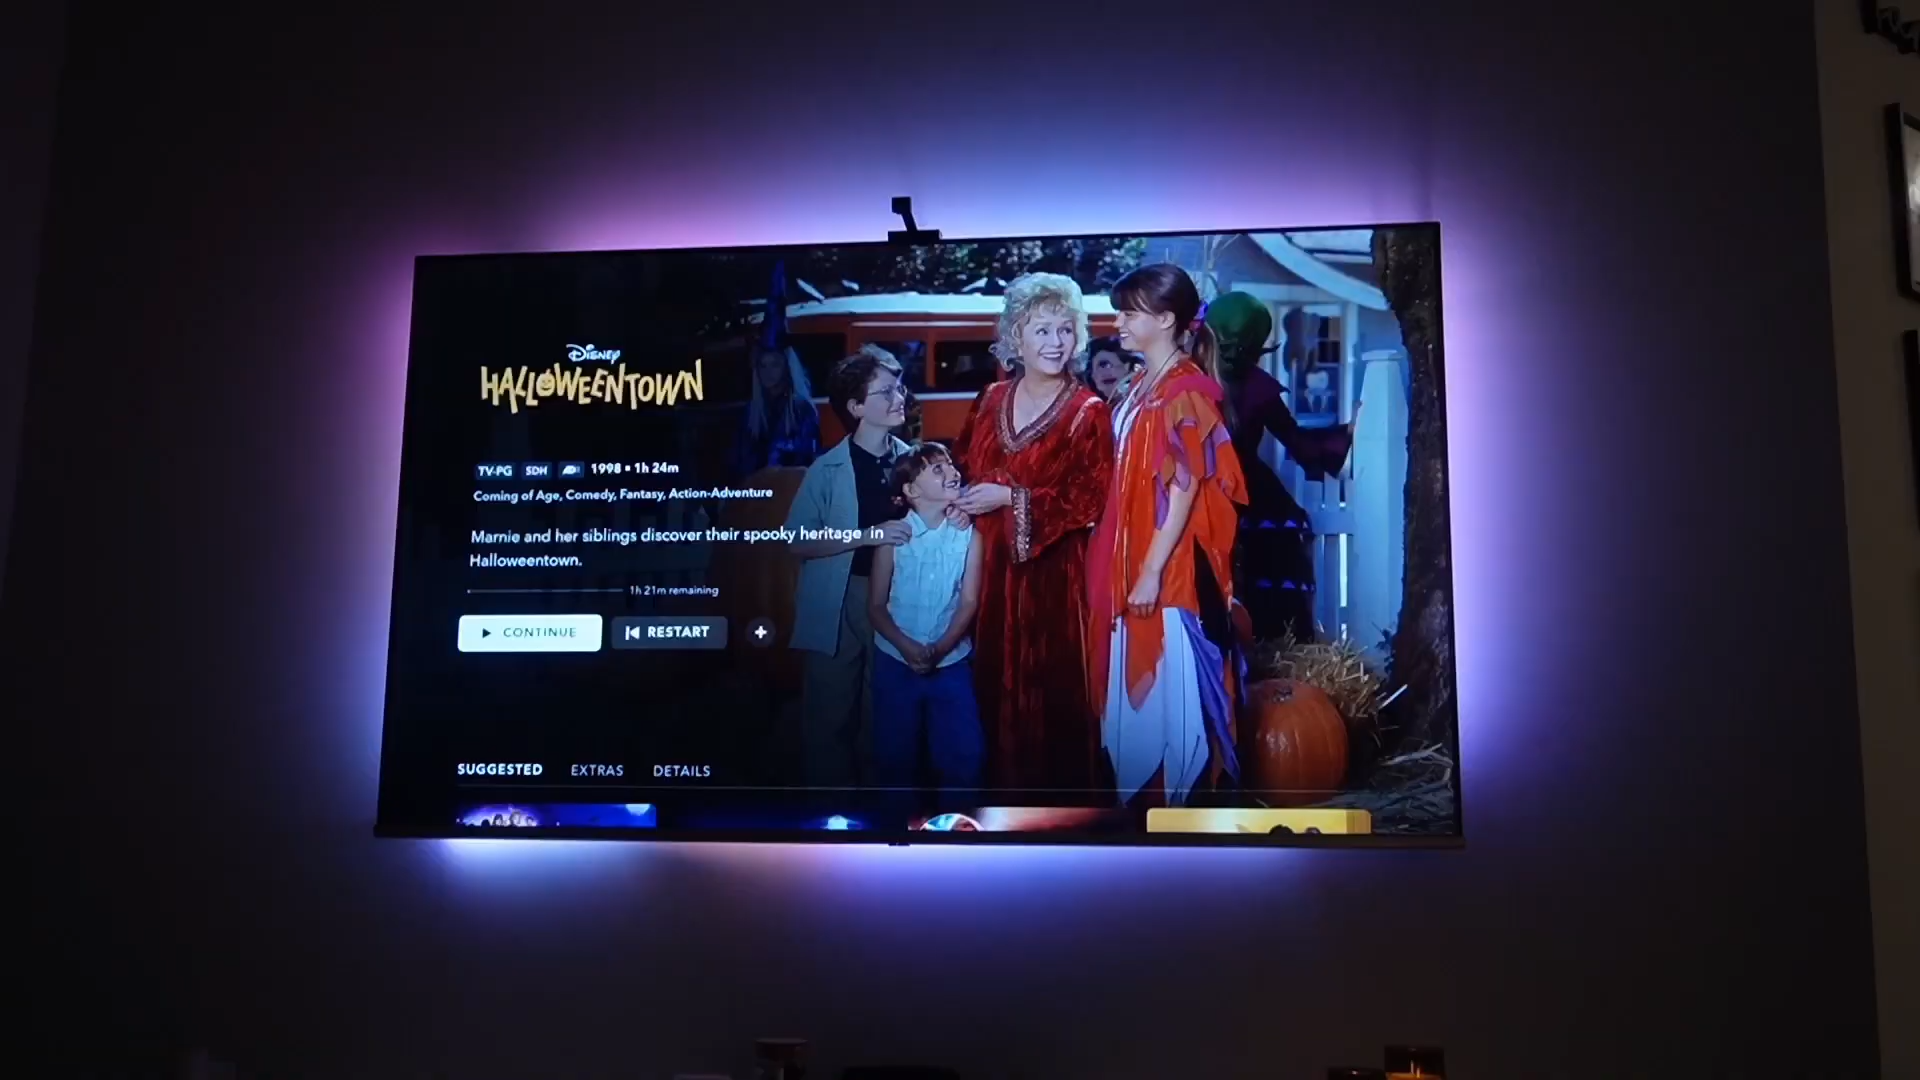 Disney
HALLOWEENTOWN
TV-PG SDH AD 1998 • 1h 24m
Coming of Age, Comedy, Fantasy, Action-Adventure
Marnie and her siblings discover their spooky heritage in
Halloweentown.
1h 21m remaining
CONTINUE RESTART +
SUGGESTED EXTRAS DETAILS